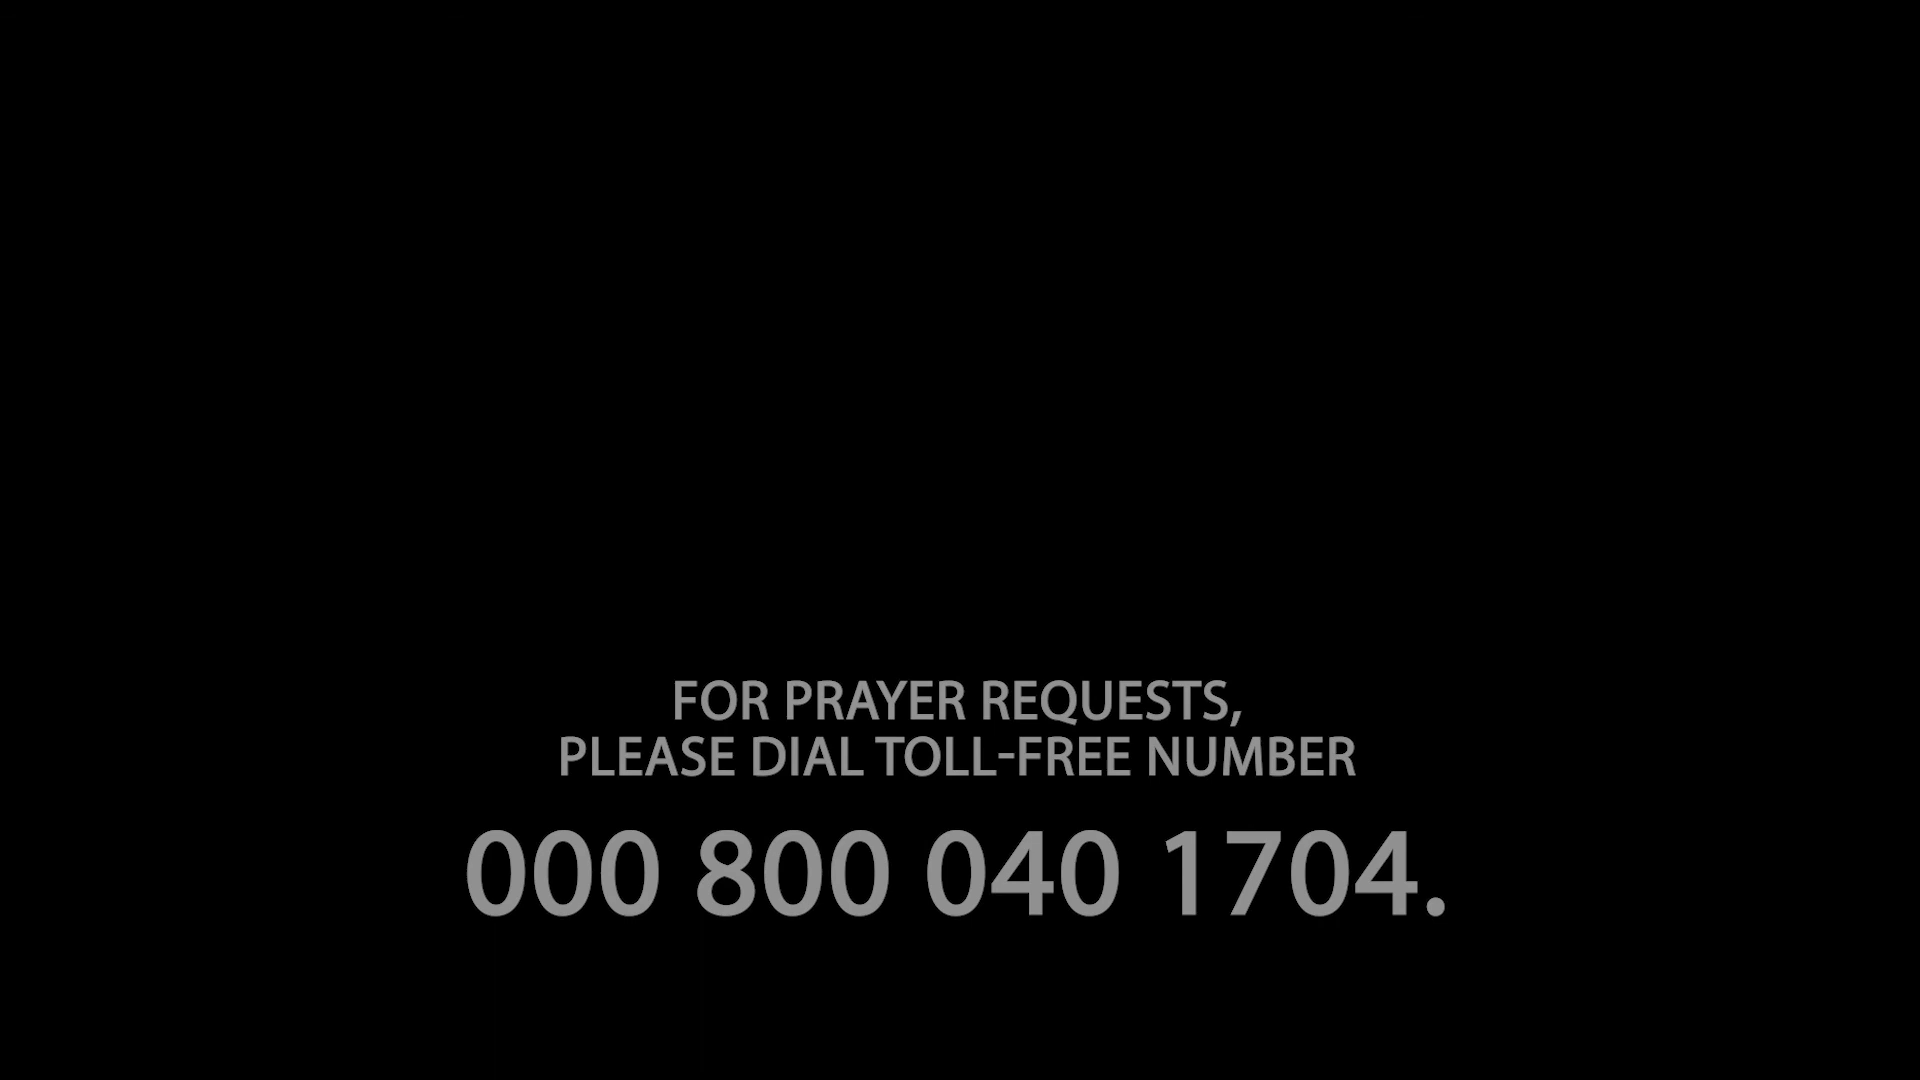 FOR PRAYER REQUESTS,
PLEASE DIAL TOLL-FREE NUMBER
000 800 040 1704.